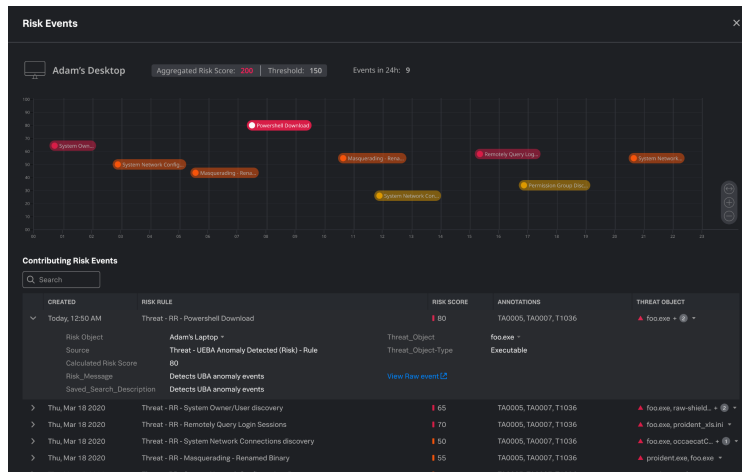 Risk Events
Adam's Desktop
Aggregated Risk Score: 200 | Threshold: 150
Events in 24h: 9
100
90
80
Powershell Download
70
System Own...
60
Masquerading - Rena...
Remotely Query Log...
System Network...
50
System Network Config...
40
Masquerading - Rena...
Permission Group Disc...
30
System Network Con...
20
10
00
00 01 02 03 04 05 06 07 08 09 10 11 12 13 14 15 16 17 18 19 20 21 22 23
Contributing Risk Events
Search
CREATED RISK RULE RISK SCORE ANNOTATIONS THREAT OBJECT
Today, 12:50 AM Threat - RR - Powershell Download 80 TA0005, TA0007, T1036 foo.exe + 2
Risk Object Adam's Laptop Threat_Object foo.exe
Source Threat - UEBA Anomaly Detected (Risk) - Rule Threat_Object-Type Executable
Calculated Risk Score 80
Risk_Message Detects UBA anomaly events View Raw event
Saved_Search_Description Detects UBA anomaly events
Thu, Mar 18 2020 Threat - RR - System Owner/User discovery 65 TA0005, TA0007, T1036 foo.exe, raw-shield... + 2
Thu, Mar 18 2020 Threat - RR - Remotely Query Login Sessions 70 TA0005, TA0007, T1036 foo.exe, proident_xls.ini
Thu, Mar 18 2020 Threat - RR - System Network Connections discovery 50 TA0005, TA0007, T1036 foo.exe, occaecatC... + 1
Thu, Mar 18 2020 Threat - RR - Masquerading - Renamed Binary 55 TA0005, TA0007, T1036 proident.exe, foo.exe